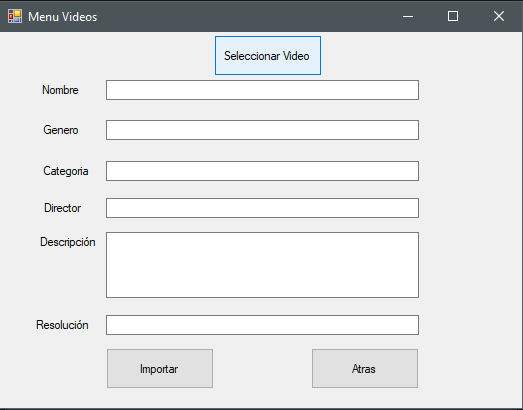 Menu Videos
Seleccionar Video
Nombre
Genero
Categoria
Director
Descripción
Resolución
Importar
Atras